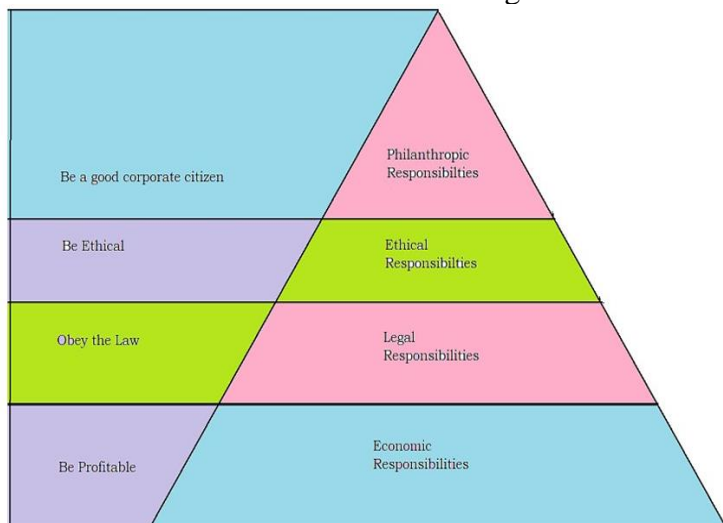 Be a good corporate citizen
Philanthropic
Responsibilties
Be Ethical
Ethical
Responsibilties
Obey the Law
Legal
Responsibilities
Be Profitable
Economic
Responsibilities